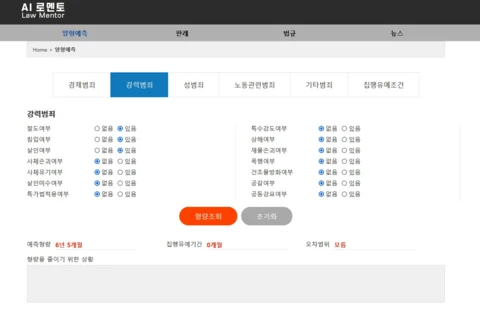 AI 로멘토
Law Mentor
양형예측 판례 법규 뉴스
Home > 양형예측
경제범죄 강력범죄 성범죄 노동관련범죄 기타범죄 집행유예조건
강력범죄
절도여부 없음 있음 특수강도여부 없음 있음
침입여부 없음 있음 상해여부 없음 있음
살인여부 없음 있음 재물손괴여부 없음 있음
사체손괴여부 없음 있음 폭행여부 없음 있음
사체유기여부 없음 있음 건조물방화여부 없음 있음
살인미수여부 없음 있음 공갈여부 없음 있음
특가법적용여부 없음 있음 공동강요여부 없음 있음
형량조회 초기화
예측형량 6년 5개월 집행유예기간 0개월 오차범위 모름
형량을 줄이기 위한 상황